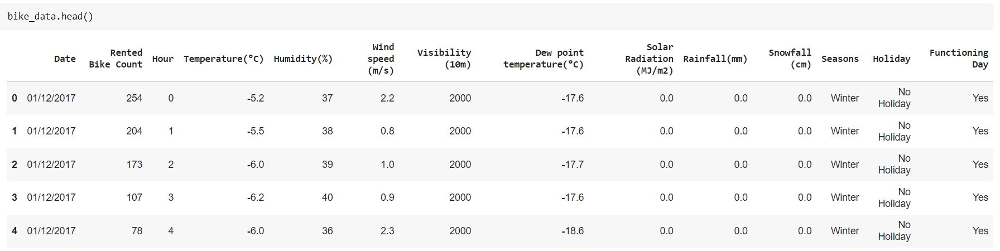 bike_data.head()
Date Rented Bike Count Hour Temperature(°C) Humidity(%) Wind speed (m/s) Visibility (10m) Dew point temperature(°C) Solar Radiation (MJ/m2) Rainfall(mm) Snowfall (cm) Seasons Holiday Functioning Day
0 01/12/2017 254 0 -5.2 37 2.2 2000 -17.6 0.0 0.0 0.0 Winter No Holiday Yes
1 01/12/2017 204 1 -5.5 38 0.8 2000 -17.6 0.0 0.0 0.0 Winter No Holiday Yes
2 01/12/2017 173 2 -6.0 39 1.0 2000 -17.7 0.0 0.0 0.0 Winter No Holiday Yes
3 01/12/2017 107 3 -6.2 40 0.9 2000 -17.6 0.0 0.0 0.0 Winter No Holiday Yes
4 01/12/2017 78 4 -6.0 36 2.3 2000 -18.6 0.0 0.0 0.0 Winter No Holiday Yes